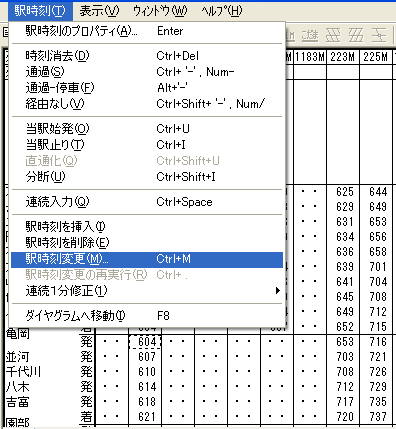 駅時刻(T) 表示(V) ウィンドウ(W) ヘルプ(H)
駅時刻のプロパティ(A)... Enter
時刻消去(D) Ctrl+Del
通過(S) Ctrl+ '-' , Num-
通過-停車(F) Alt+'-'
経由なし(V) Ctrl+Shift+ '-' , Num/
当駅始発(O) Ctrl+U
当駅止り(T) Ctrl+I
直通化(Q) Ctrl+Shift+U
分断(U) Ctrl+Shift+I
連続入力(Q) Ctrl+Space
駅時刻を挿入(I)
駅時刻を削除(E)
駅時刻変更(M)... Ctrl+M
駅時刻変更の再実行(R) Ctrl+ .
連続1分修正(1)
ダイヤグラムへ移動(I) F8
1183M 223M 225M
625 644
629 649
631 653
634 656
636 658
639 701
641 704
646 709
649 712
652 715
亀岡 発 604 653 716
並河 発 607 703 721
千代川 発 610 708 726
八木 発 614 712 729
吉富 発 618 717 735
園部 着 621 720 737